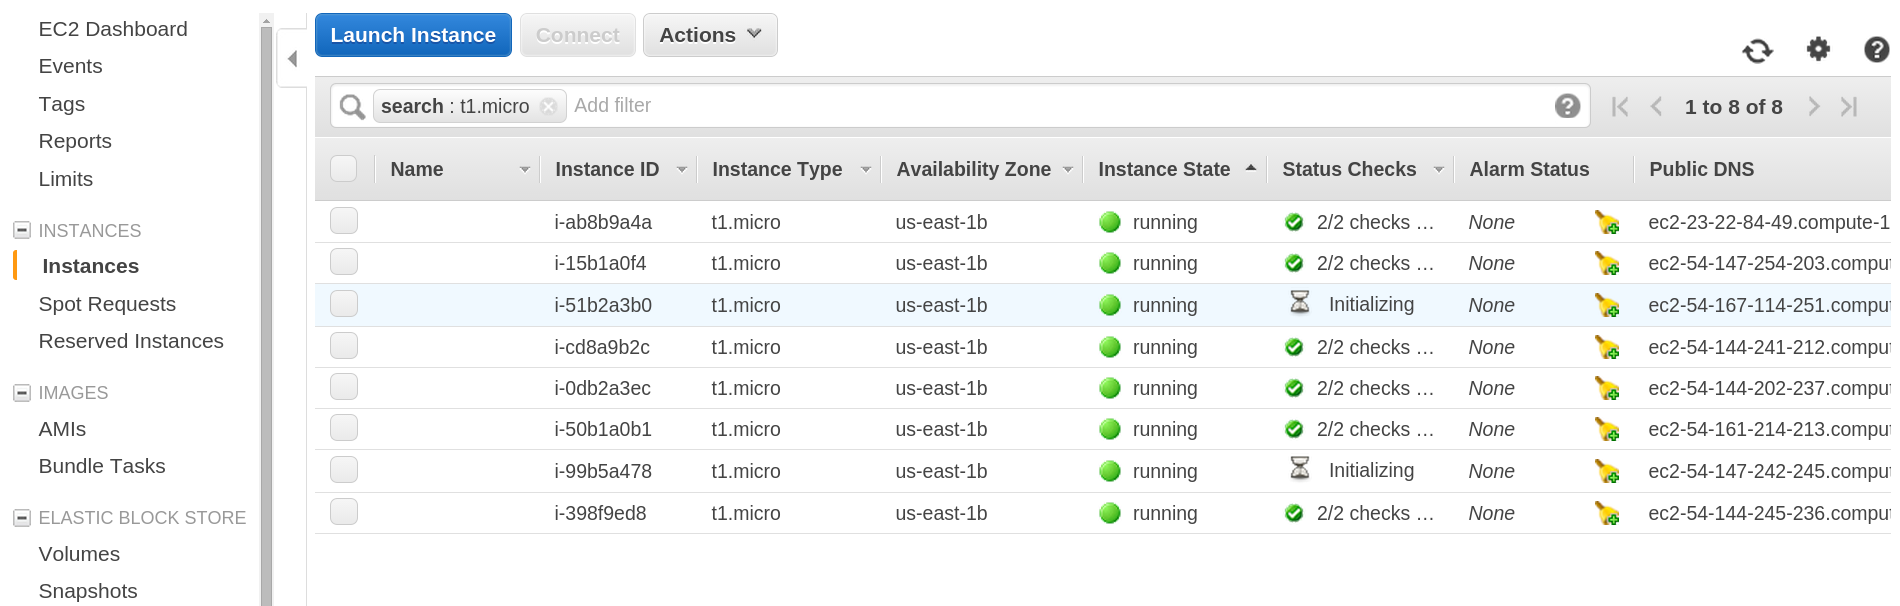 EC2 Dashboard
Events
Tags
Reports
Limits
INSTANCES
Instances
Spot Requests
Reserved Instances
IMAGES
AMIs
Bundle Tasks
ELASTIC BLOCK STORE
Volumes
Snapshots
Launch Instance Connect Actions
search : t1.micro Add filter 1 to 8 of 8
Name Instance ID Instance Type Availability Zone Instance State Status Checks Alarm Status Public DNS
i-ab8b9a4a t1.micro us-east-1b running 2/2 checks ... None ec2-23-22-84-49.compute-1
i-15b1a0f4 t1.micro us-east-1b running 2/2 checks ... None ec2-54-147-254-203.comput
i-51b2a3b0 t1.micro us-east-1b running Initializing None ec2-54-167-114-251.comput
i-cd8a9b2c t1.micro us-east-1b running 2/2 checks ... None ec2-54-144-241-212.comput
i-0db2a3ec t1.micro us-east-1b running 2/2 checks ... None ec2-54-144-202-237.comput
i-50b1a0b1 t1.micro us-east-1b running 2/2 checks ... None ec2-54-161-214-213.comput
i-99b5a478 t1.micro us-east-1b running Initializing None ec2-54-147-242-245.comput
i-398f9ed8 t1.micro us-east-1b running 2/2 checks ... None ec2-54-144-245-236.comput